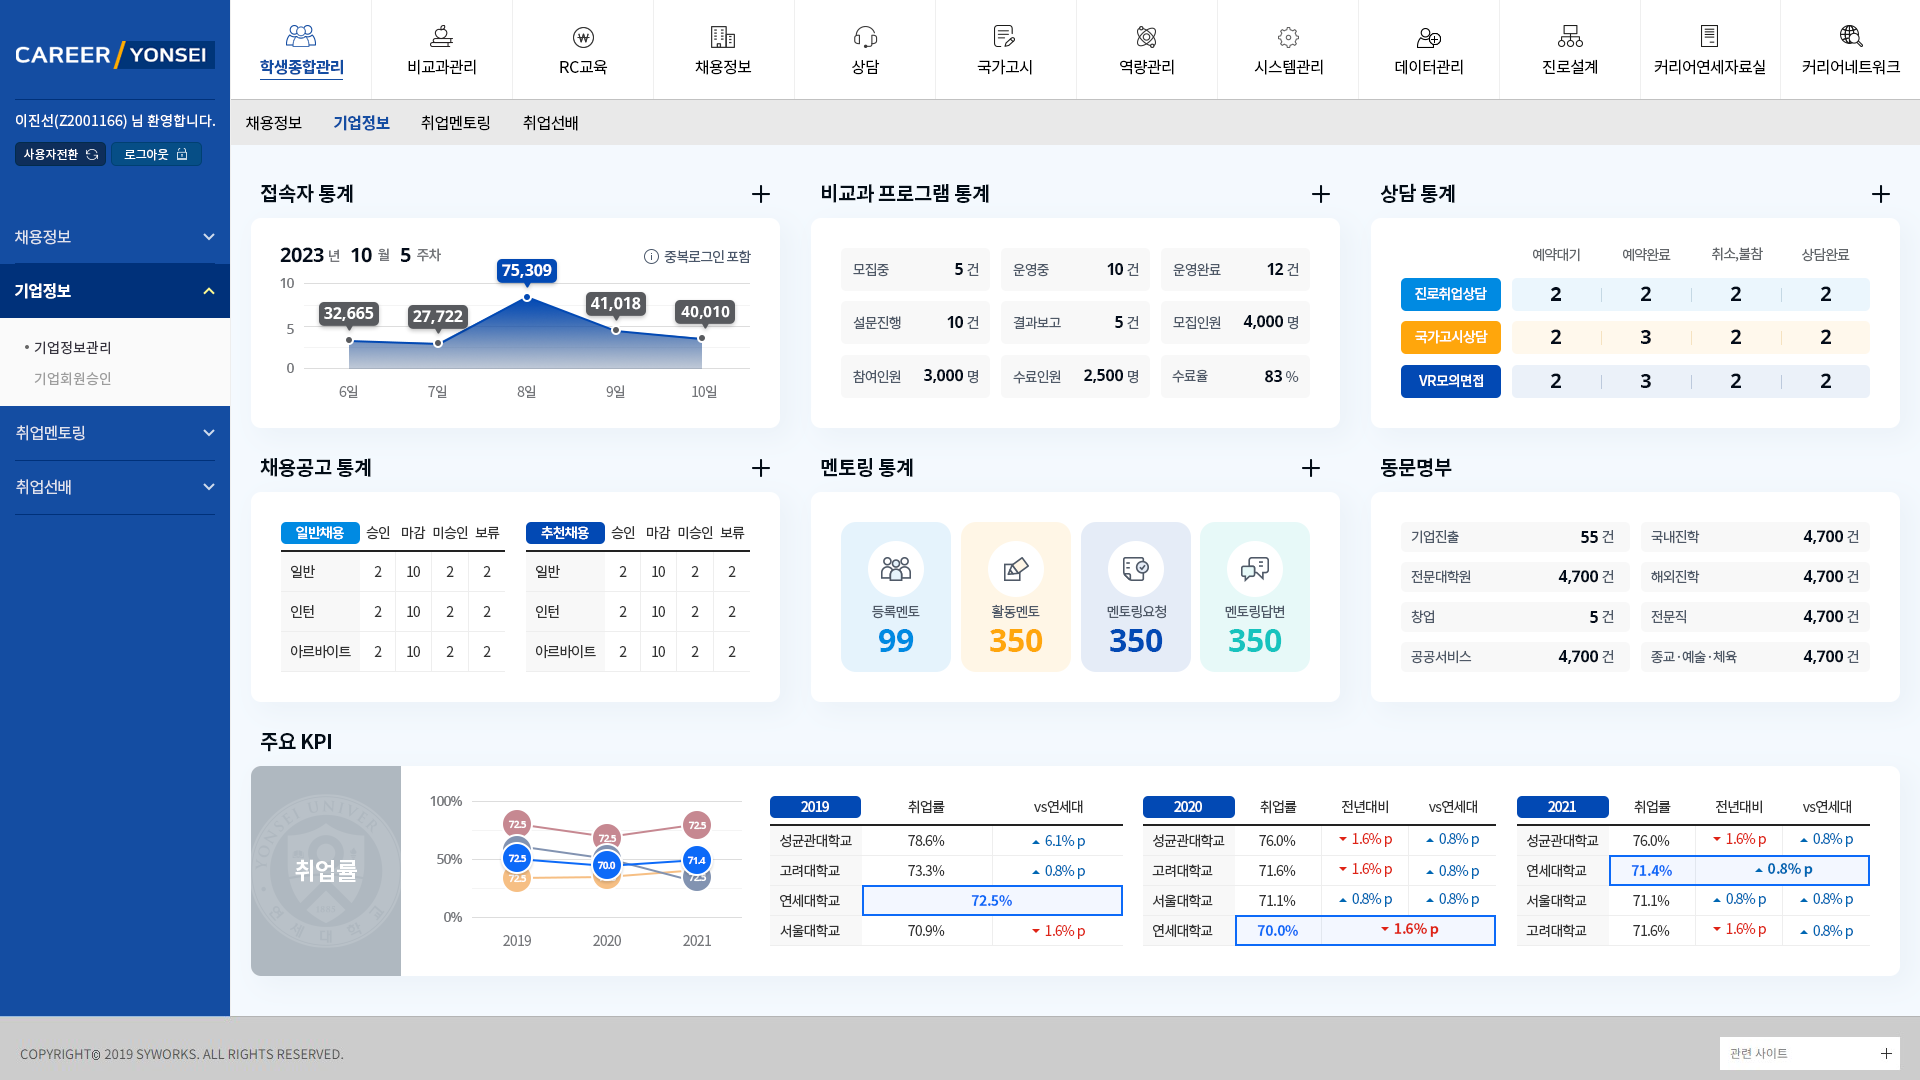 CAREER / YONSEI
이진선(Z2001166) 님 환영합니다.
사용자전환 로그아웃
채용정보
기업정보
• 기업정보관리
기업회원승인
취업멘토링
취업선배
학생종합관리 비교과관리 RC교육 채용정보 상담 국가고시 역량관리 시스템관리 데이터관리 진로설계 커리어연세자료실 커리어네트워크
채용정보 기업정보 취업멘토링 취업선배
접속자 통계
2023 년 10 월 5 주차
중복로그인 포함
10
5
0
32,665 27,722 75,309 41,018 40,010
6일 7일 8일 9일 10일
비교과 프로그램 통계
모집중 5 건 운영중 10 건 운영완료 12 건
설문진행 10 건 결과보고 5 건 모집인원 4,000 명
참여인원 3,000 명 수료인원 2,500 명 수료율 83 %
상담 통계
예약대기 예약완료 취소,불참 상담완료
진로취업상담 2 2 2 2
국가고시상담 2 3 2 2
VR모의면접 2 3 2 2
채용공고 통계
일반채용 승인 마감 미승인 보류
일반 2 10 2 2
인턴 2 10 2 2
아르바이트 2 10 2 2
추천채용 승인 마감 미승인 보류
일반 2 10 2 2
인턴 2 10 2 2
아르바이트 2 10 2 2
멘토링 통계
등록멘토 활동멘토 멘토링요청 멘토링답변
99 350 350 350
동문명부
기업진출 55 건 국내진학 4,700 건
전문대학원 4,700 건 해외진학 4,700 건
창업 5 건 전문직 4,700 건
공공서비스 4,700 건 종교·예술·체육 4,700 건
주요 KPI
취업률
100%
50%
0%
72.5 72.5 72.5
72.5 70.0 71.4
72.5 72.3
2019 2020 2021
2019 취업률 vs연세대
성균관대학교 78.6% 6.1% p
고려대학교 73.3% 0.8% p
연세대학교 72.5%
서울대학교 70.9% 1.6% p
2020 취업률 전년대비 vs연세대
성균관대학교 76.0% 1.6% p 0.8% p
고려대학교 71.6% 1.6% p 0.8% p
서울대학교 71.1% 0.8% p 0.8% p
연세대학교 70.0% 1.6% p
2021 취업률 전년대비 vs연세대
성균관대학교 76.0% 1.6% p 0.8% p
연세대학교 71.4% 0.8% p
서울대학교 71.1% 0.8% p 0.8% p
고려대학교 71.6% 1.6% p 0.8% p
COPYRIGHT© 2019 SYWORKS. ALL RIGHTS RESERVED.
관련 사이트